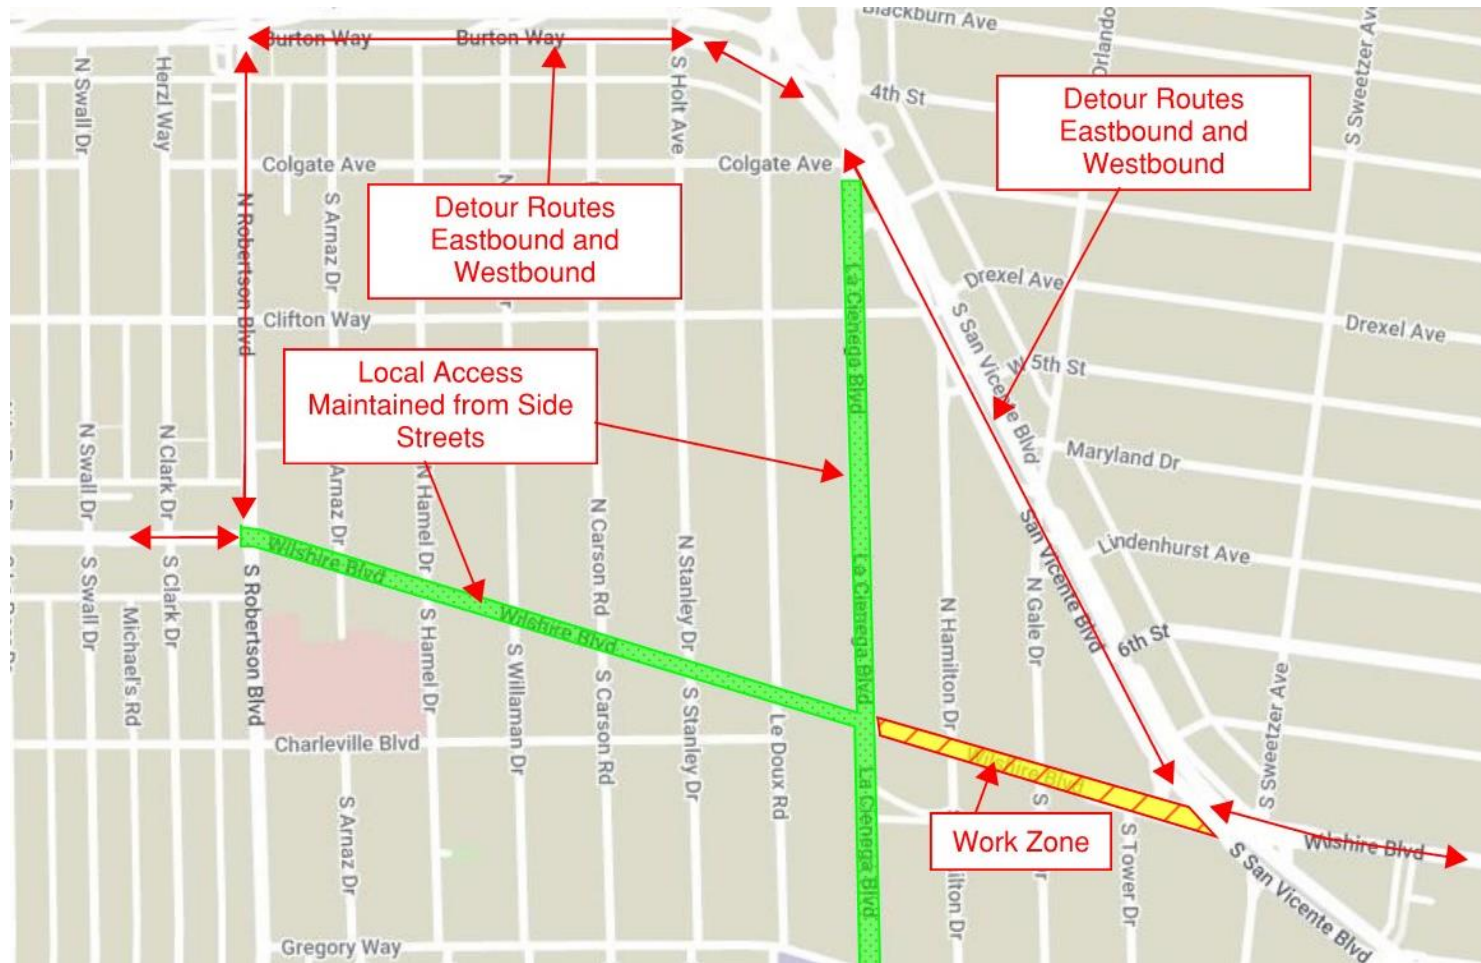 Blackburn Ave
Burton Way
Burton Way
N Swall Dr
Herzl Way
S Holt Ave
4th St
Orlando
S Sweetzer Ave
Detour Routes
Eastbound and
Westbound
Colgate Ave
Colgate Ave
N Robertson Blvd
S Arnaz Dr
Detour Routes
Eastbound and
Westbound
La Cienega Blvd
Drexel Ave
Drexel Ave
S San Vicente Blvd
Clifton Way
W 5th St
Local Access
Maintained from Side
Streets
Maryland Dr
N Swall Dr
N Clark Dr
Arnaz Dr
N Hamel Dr
N Carson Rd
N Stanley Dr
San Vicente Blvd
Lindenhurst Ave
Wilshire Blvd
Wilshire Blvd
La Cienega Blvd
S Swall Dr
S Clark Dr
Michael's Rd
S Robertson Blvd
S Hamel Dr
S Willaman Dr
S Carson Rd
S Stanley Dr
Le Doux Rd
N Hamilton Dr
N Gale Dr
6th St
S Sweetzer Ave
Charleville Blvd
Wilshire Blvd
La Cienega Blvd
S Arnaz Dr
Work Zone
S Tower Dr
ilton Dr
Wilshire Blvd
S San Vicente Blvd
Gregory Way